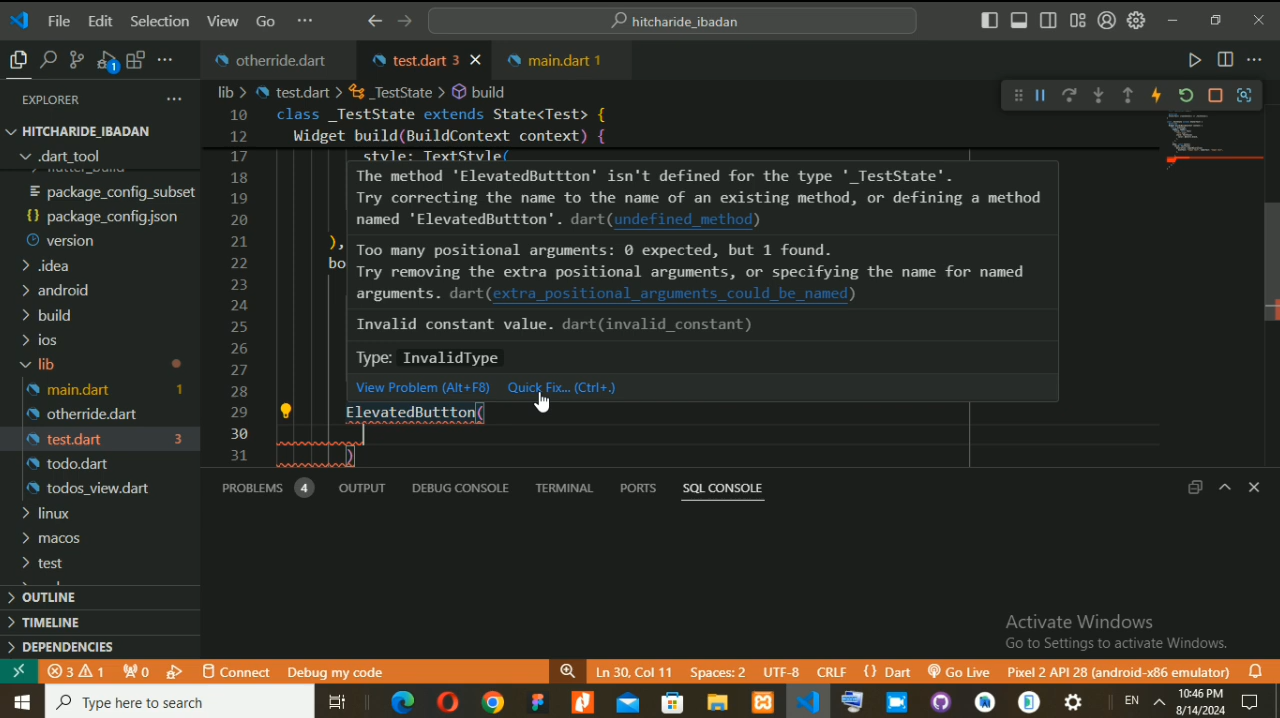 File Edit Selection View Go ··· hitcharide_ibadan
otherride.dart test.dart 3 main.dart 1
EXPLORER
lib > test.dart > _TestState > build
HITCHARIDE_IBADAN
.dart_tool
package_config_subset
package_config.json
version
.idea
android
build
ios
lib
main.dart 1
otherride.dart
test.dart 3
todo.dart
todos_view.dart
linux
macos
test
OUTLINE
TIMELINE
DEPENDENCIES
10 class _TestState extends State<Test> {
12 Widget build(BuildContext context) {
17 style: TextStyle(
18
19
20
21 ),
22 bo
23
24
25
26
27
28
29 ElevatedButtton(
30
31 )
The method 'ElevatedButtton' isn't defined for the type '_TestState'.
Try correcting the name to the name of an existing method, or defining a method
named 'ElevatedButtton'. dart(undefined_method)
Too many positional arguments: 0 expected, but 1 found.
Try removing the extra positional arguments, or specifying the name for named
arguments. dart(extra_positional_arguments_could_be_named)
Invalid constant value. dart(invalid_constant)
Type: InvalidType
View Problem (Alt+F8) Quick Fix... (Ctrl+.)
PROBLEMS 4 OUTPUT DEBUG CONSOLE TERMINAL PORTS SQL CONSOLE
Activate Windows
Go to Settings to activate Windows.
3 1 0 Connect Debug my code Ln 30, Col 11 Spaces: 2 UTF-8 CRLF {} Dart Go Live Pixel 2 API 28 (android-x86 emulator)
Type here to search EN 10:46 PM
8/14/2024